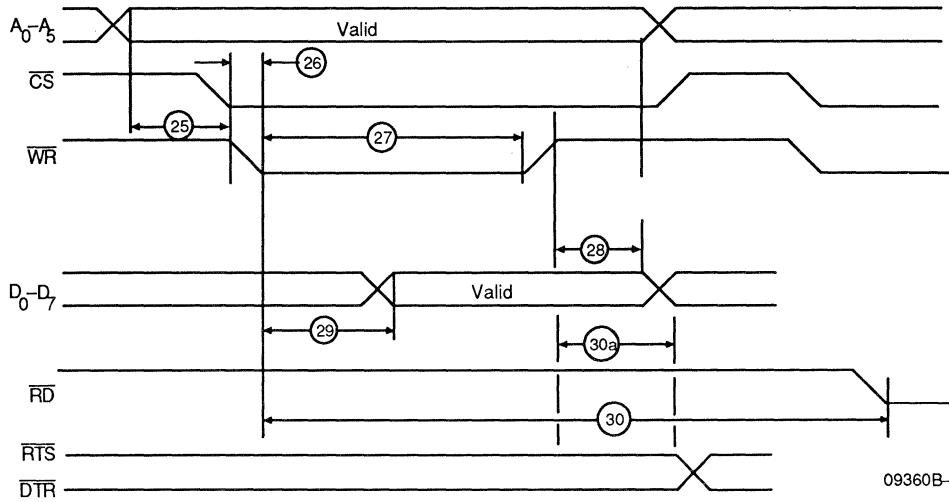 A0–A5
Valid
26
CS
25
27
WR
28
D0–D7
Valid
29
30a
RD
30
RTS
DTR
09360B-